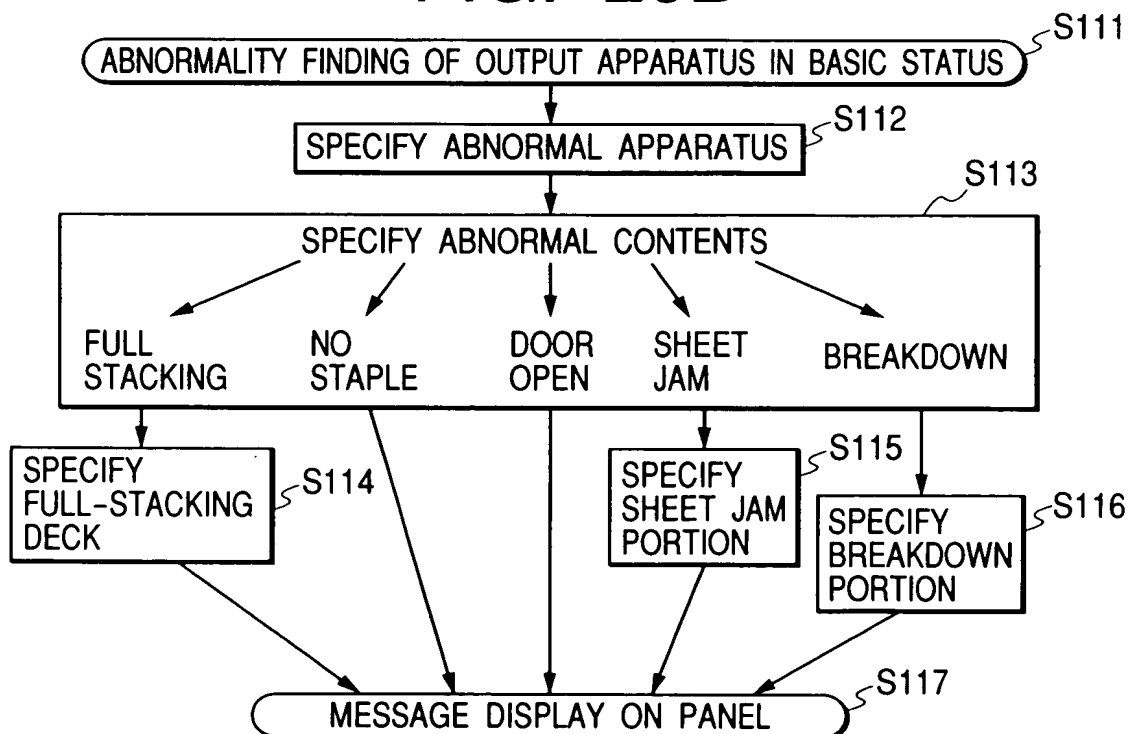 S111
ABNORMALITY FINDING OF OUTPUT APPARATUS IN BASIC STATUS
S112
SPECIFY ABNORMAL APPARATUS
S113
SPECIFY ABNORMAL CONTENTS
FULL
STACKING
NO
STAPLE
DOOR
OPEN
SHEET
JAM
BREAKDOWN
SPECIFY
FULL-STACKING
DECK
S114
SPECIFY
SHEET JAM
PORTION
S115
SPECIFY
BREAKDOWN
PORTION
S116
S117
MESSAGE DISPLAY ON PANEL